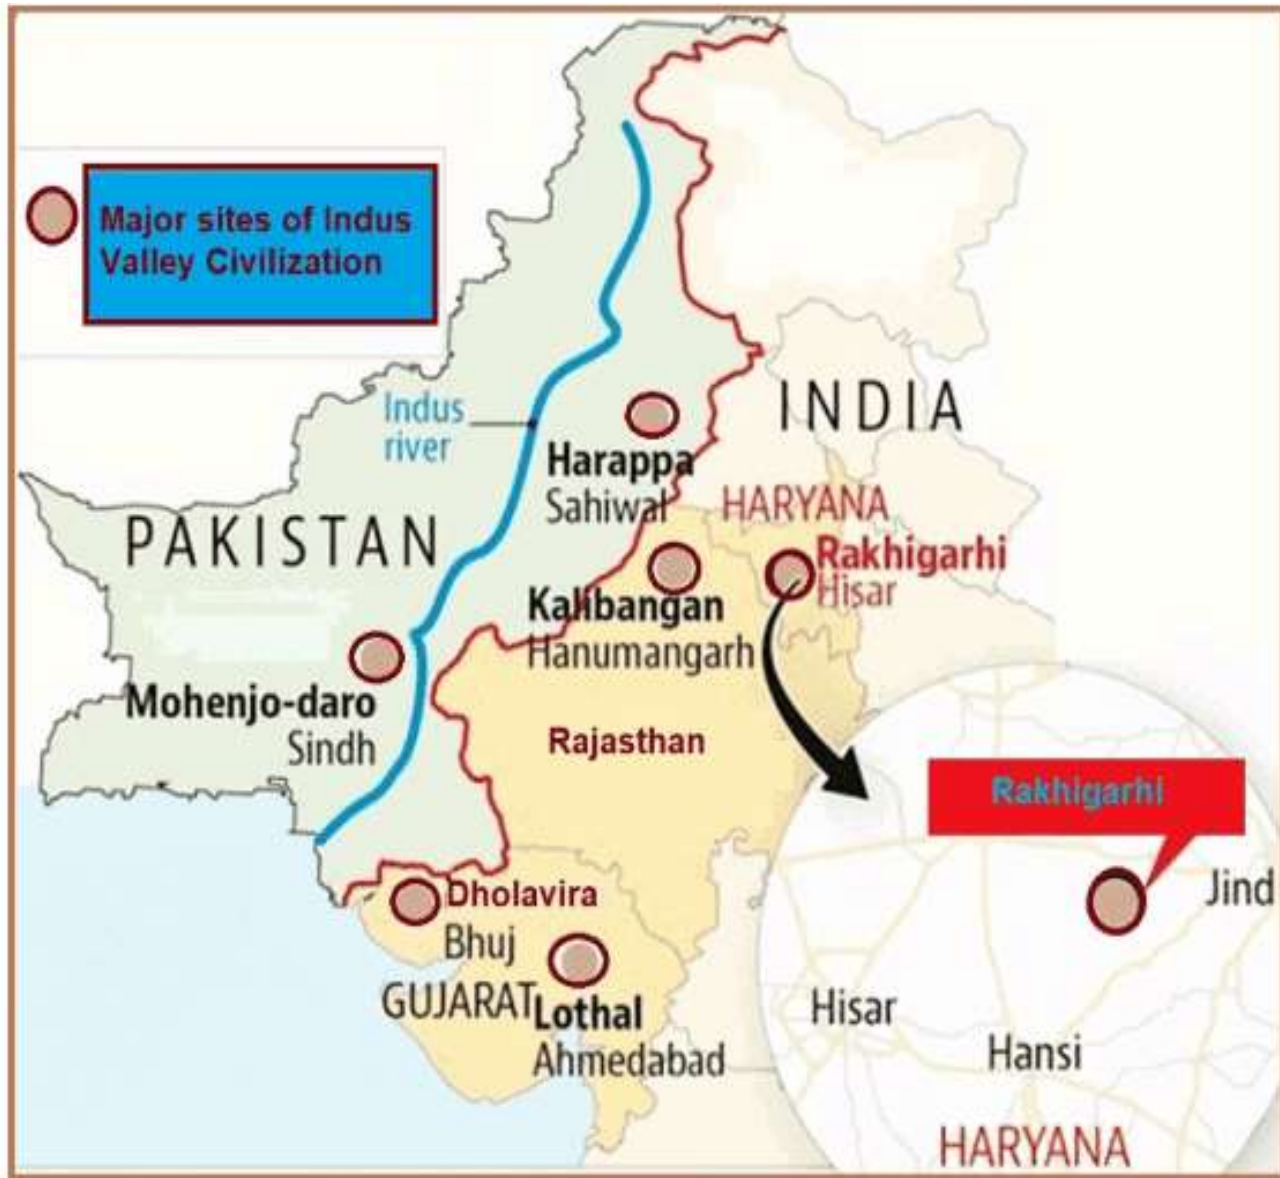 Major sites of Indus
Valley Civilization
Indus
river
INDIA
Harappa
Sahiwal
HARYANA
PAKISTAN
Rakhigarhi
Hisar
Kalibangan
Hanumangarh
Mohenjo-daro
Sindh
Rajasthan
Rakhigarhi
Jind
Dholavira
Bhuj
GUJARAT
Lothal
Ahmedabad
Hisar
Hansi
HARYANA